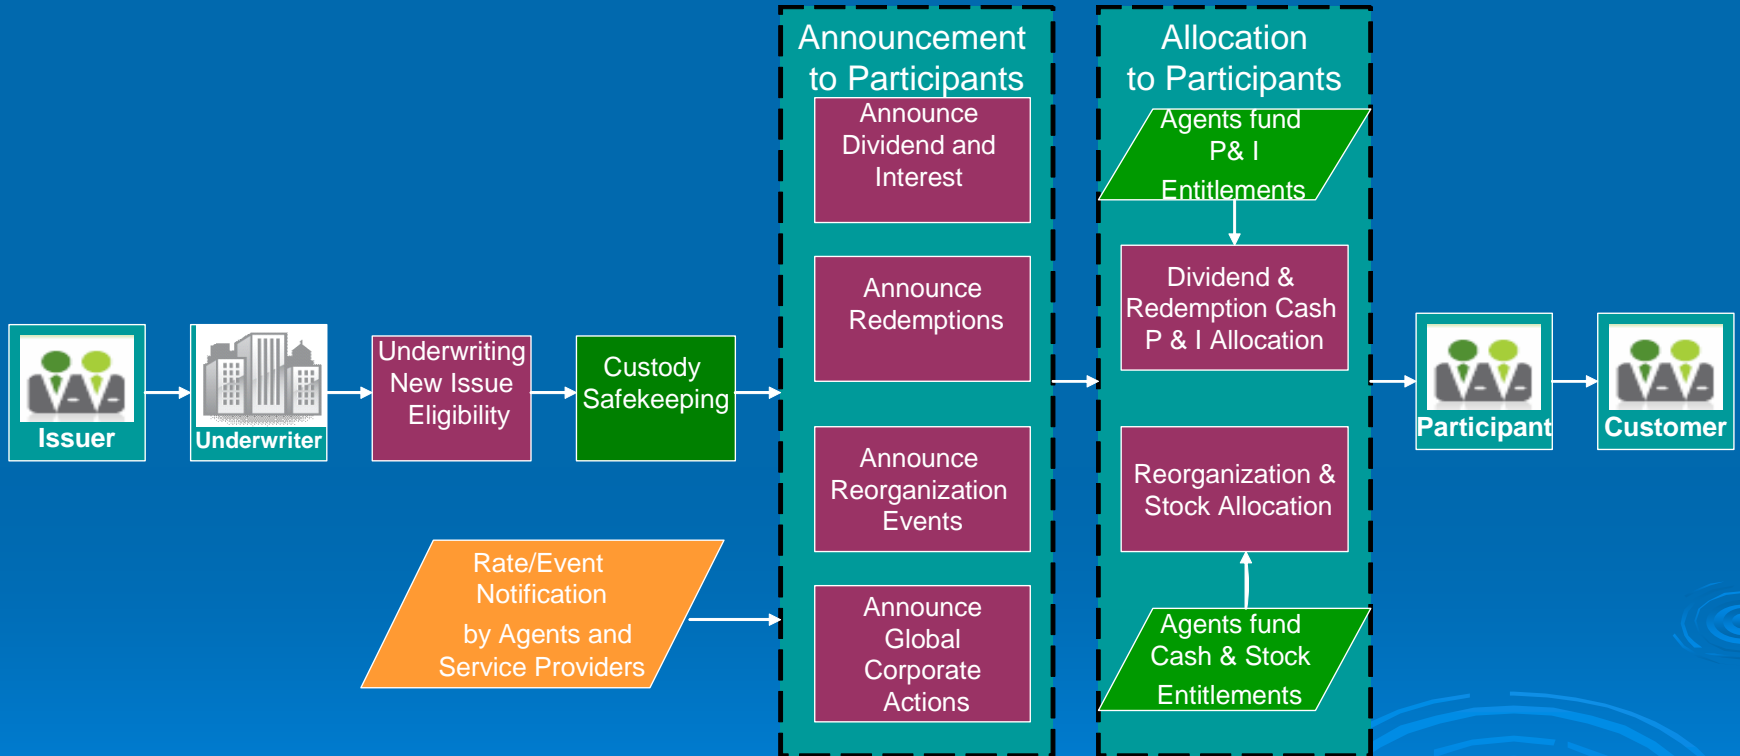 Issuer
Underwriter
Underwriting
New Issue
Eligibility
Custody
Safekeeping
Rate/Event
Notification
by Agents and
Service Providers
Announcement
to Participants
Announce
Dividend and
Interest
Announce
Redemptions
Announce
Reorganization
Events
Announce
Global
Corporate
Actions
Allocation
to Participants
Agents fund
P& I
Entitlements
Dividend &
Redemption Cash
P & I Allocation
Reorganization &
Stock Allocation
Agents fund
Cash & Stock
Entitlements
Participant
Customer